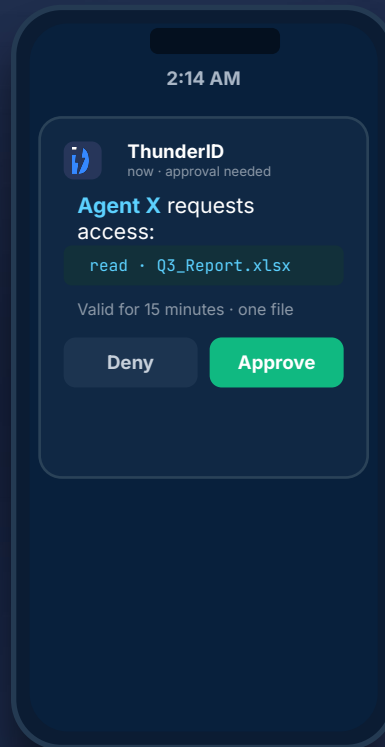 2:14 AM
ThunderID
now · approval needed
Agent X requests
access:
read · Q3_Report.xlsx
Valid for 15 minutes · one file
Deny
Approve